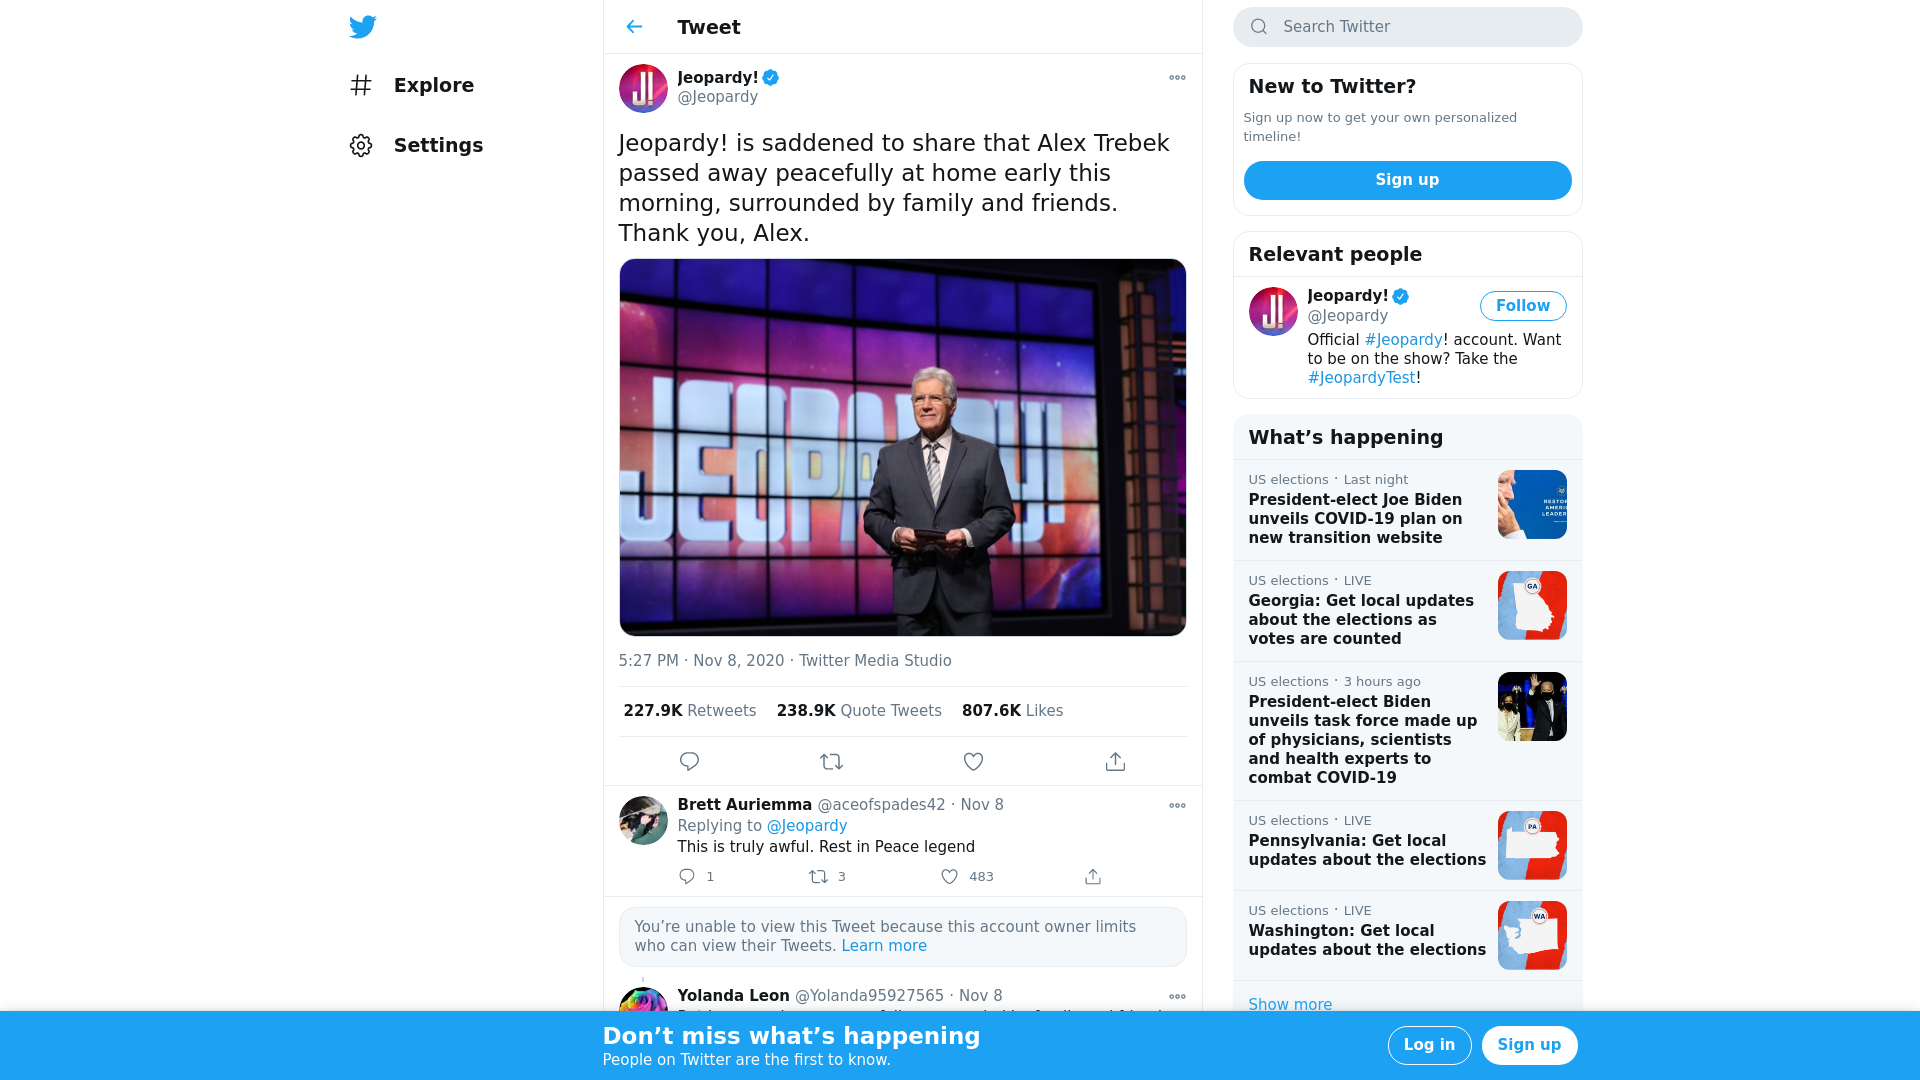 Explore
Settings
Tweet
Jeopardy!
@Jeopardy
Jeopardy! is saddened to share that Alex Trebek
passed away peacefully at home early this
morning, surrounded by family and friends.
Thank you, Alex.
JEOPARDY!
5:27 PM · Nov 8, 2020 · Twitter Media Studio
227.9K Retweets 238.9K Quote Tweets 807.6K Likes
Brett Auriemma @aceofspades42 · Nov 8
Replying to @Jeopardy
This is truly awful. Rest in Peace legend
1 3 483
You’re unable to view this Tweet because this account owner limits
who can view their Tweets. Learn more
Yolanda Leon @Yolanda95927565 · Nov 8
Search Twitter
New to Twitter?
Sign up now to get your own personalized
timeline!
Sign up
Relevant people
Jeopardy!
@Jeopardy
Follow
Official #Jeopardy! account. Want
to be on the show? Take the
#JeopardyTest!
What’s happening
US elections · Last night
President-elect Joe Biden
unveils COVID-19 plan on
new transition website
US elections · LIVE
Georgia: Get local updates
about the elections as
votes are counted
GA
US elections · 3 hours ago
President-elect Biden
unveils task force made up
of physicians, scientists
and health experts to
combat COVID-19
US elections · LIVE
Pennsylvania: Get local
updates about the elections
PA
US elections · LIVE
Washington: Get local
updates about the elections
WA
Show more
Don’t miss what’s happening
People on Twitter are the first to know.
Log in
Sign up